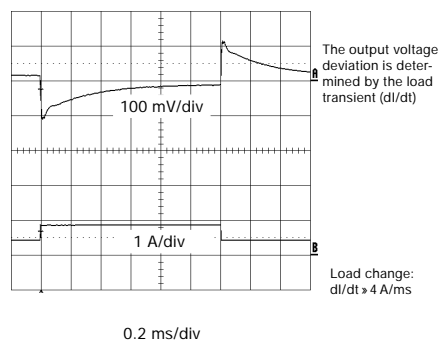 The output voltage
deviation is deter-
mined by the load
transient (dI/dt)
A
100 mV/div
1 A/div
B
Load change:
dI/dt » 4 A/ms
0.2 ms/div